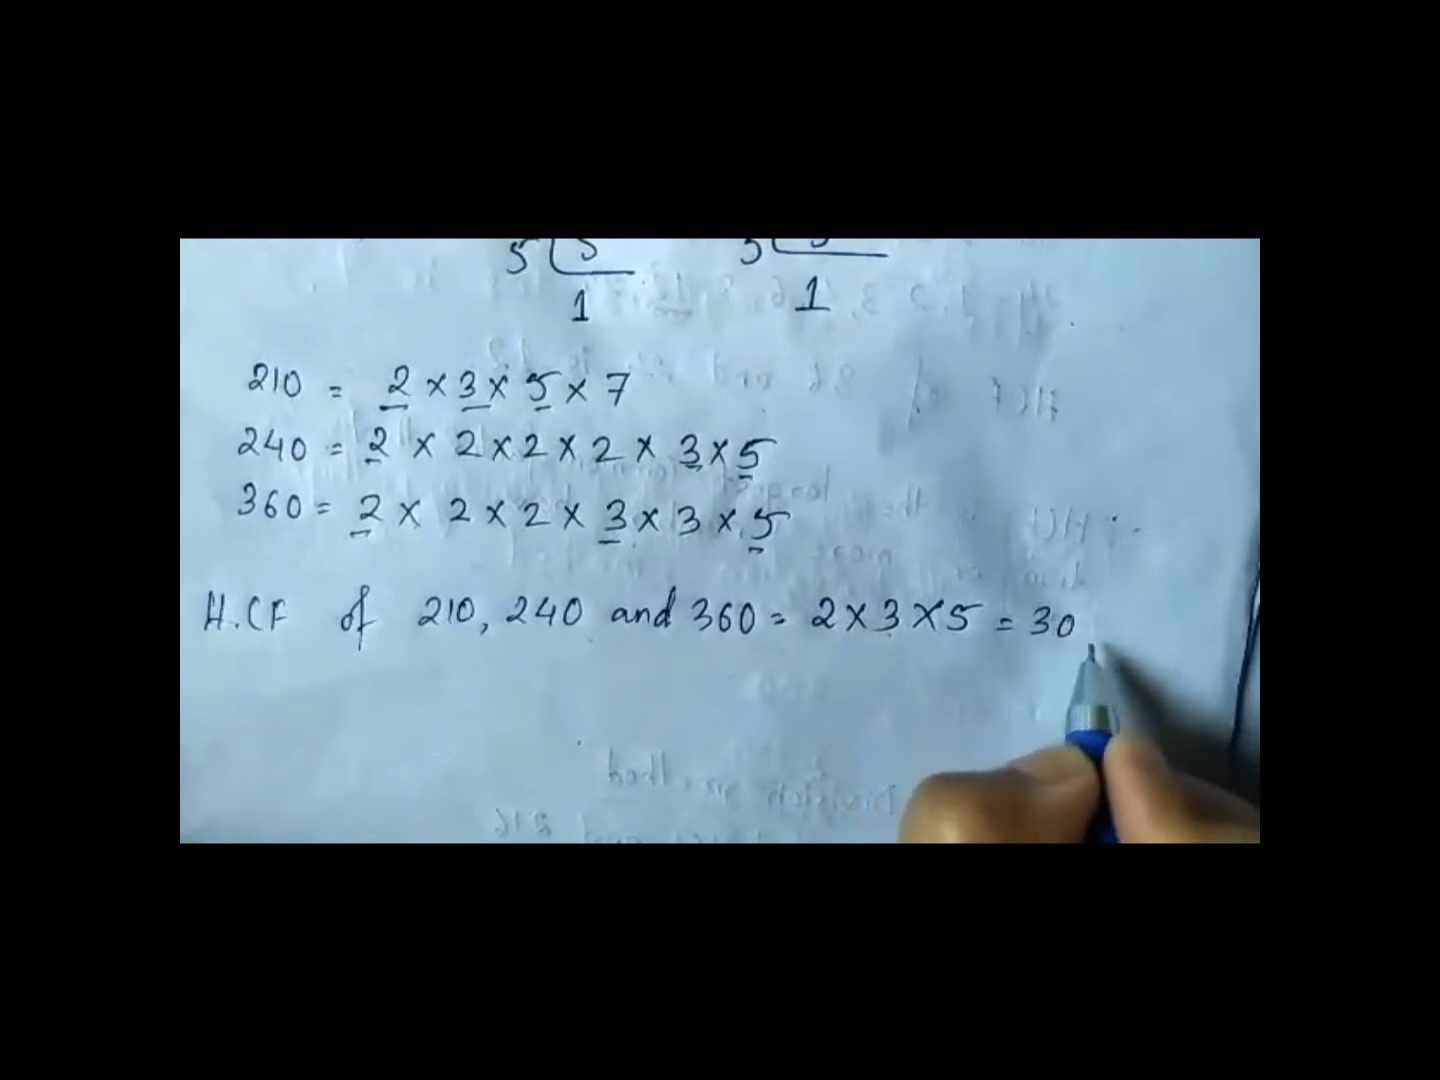 5 5 5 5
1 1
210 = 2 × 3 × 5 × 7
240 = 2 × 2 × 2 × 2 × 3 × 5
360 = 2 × 2 × 2 × 3 × 3 × 5
H.CF of 210, 240 and 360 = 2 × 3 × 5 = 30